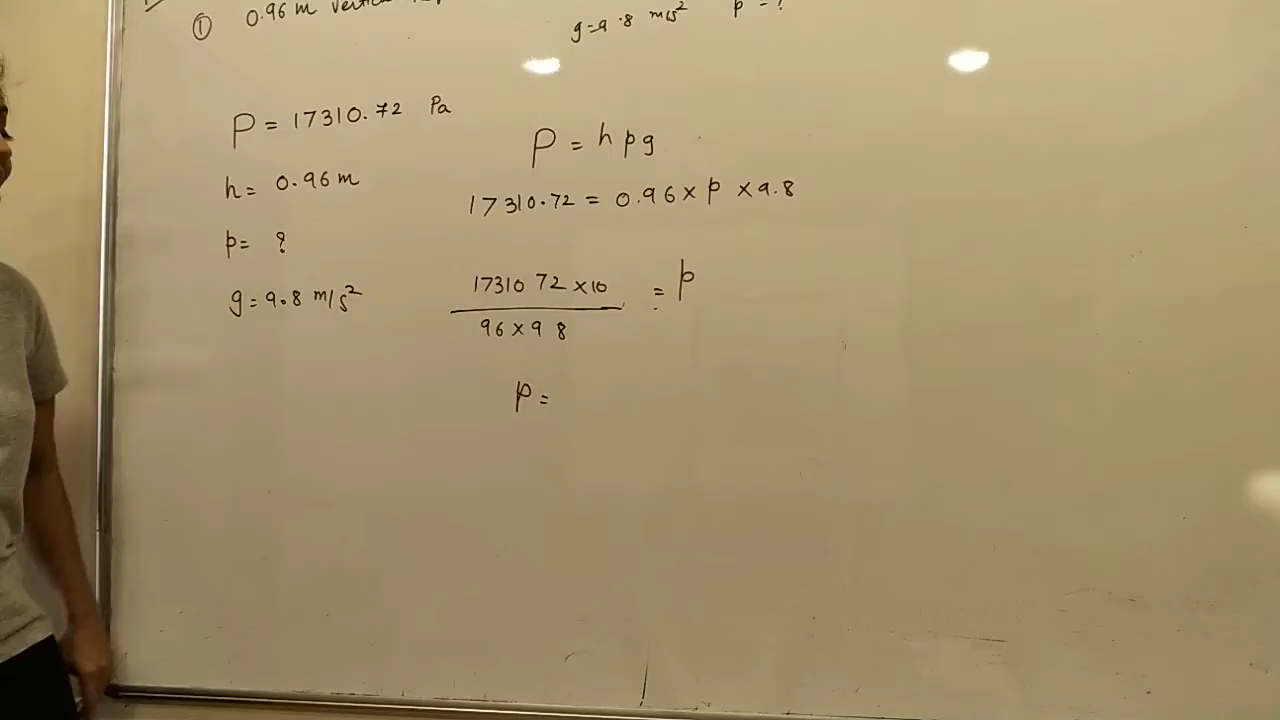 ① 0.96 m
g=9.8 m/s² p = ?
P = 17310.72 Pa
h = 0.96 m
p = ?
g = 9.8 m/s²
P = h p g
17310.72 = 0.96 × p × 9.8
1731072 × 10 / 96 × 98 = p
p =